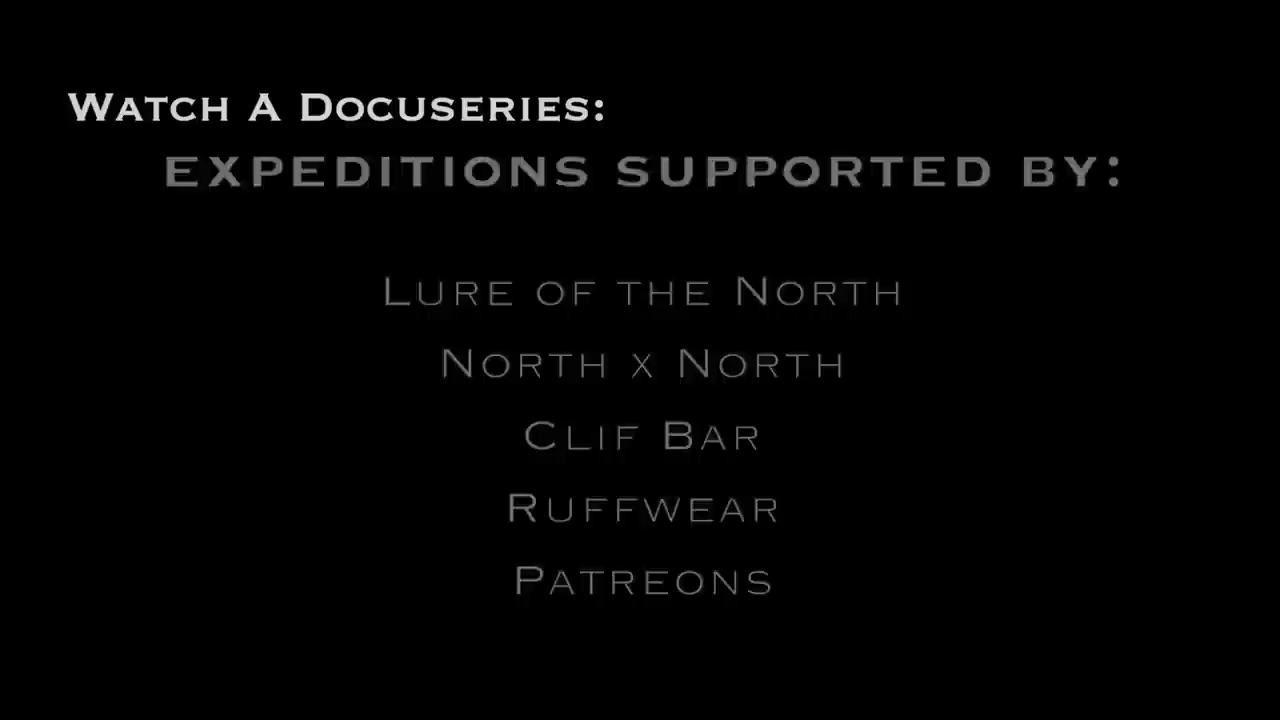 Watch A Docuseries:
EXPEDITIONS SUPPORTED BY:
Lure of the North
North x North
Clif Bar
Ruffwear
Patreons